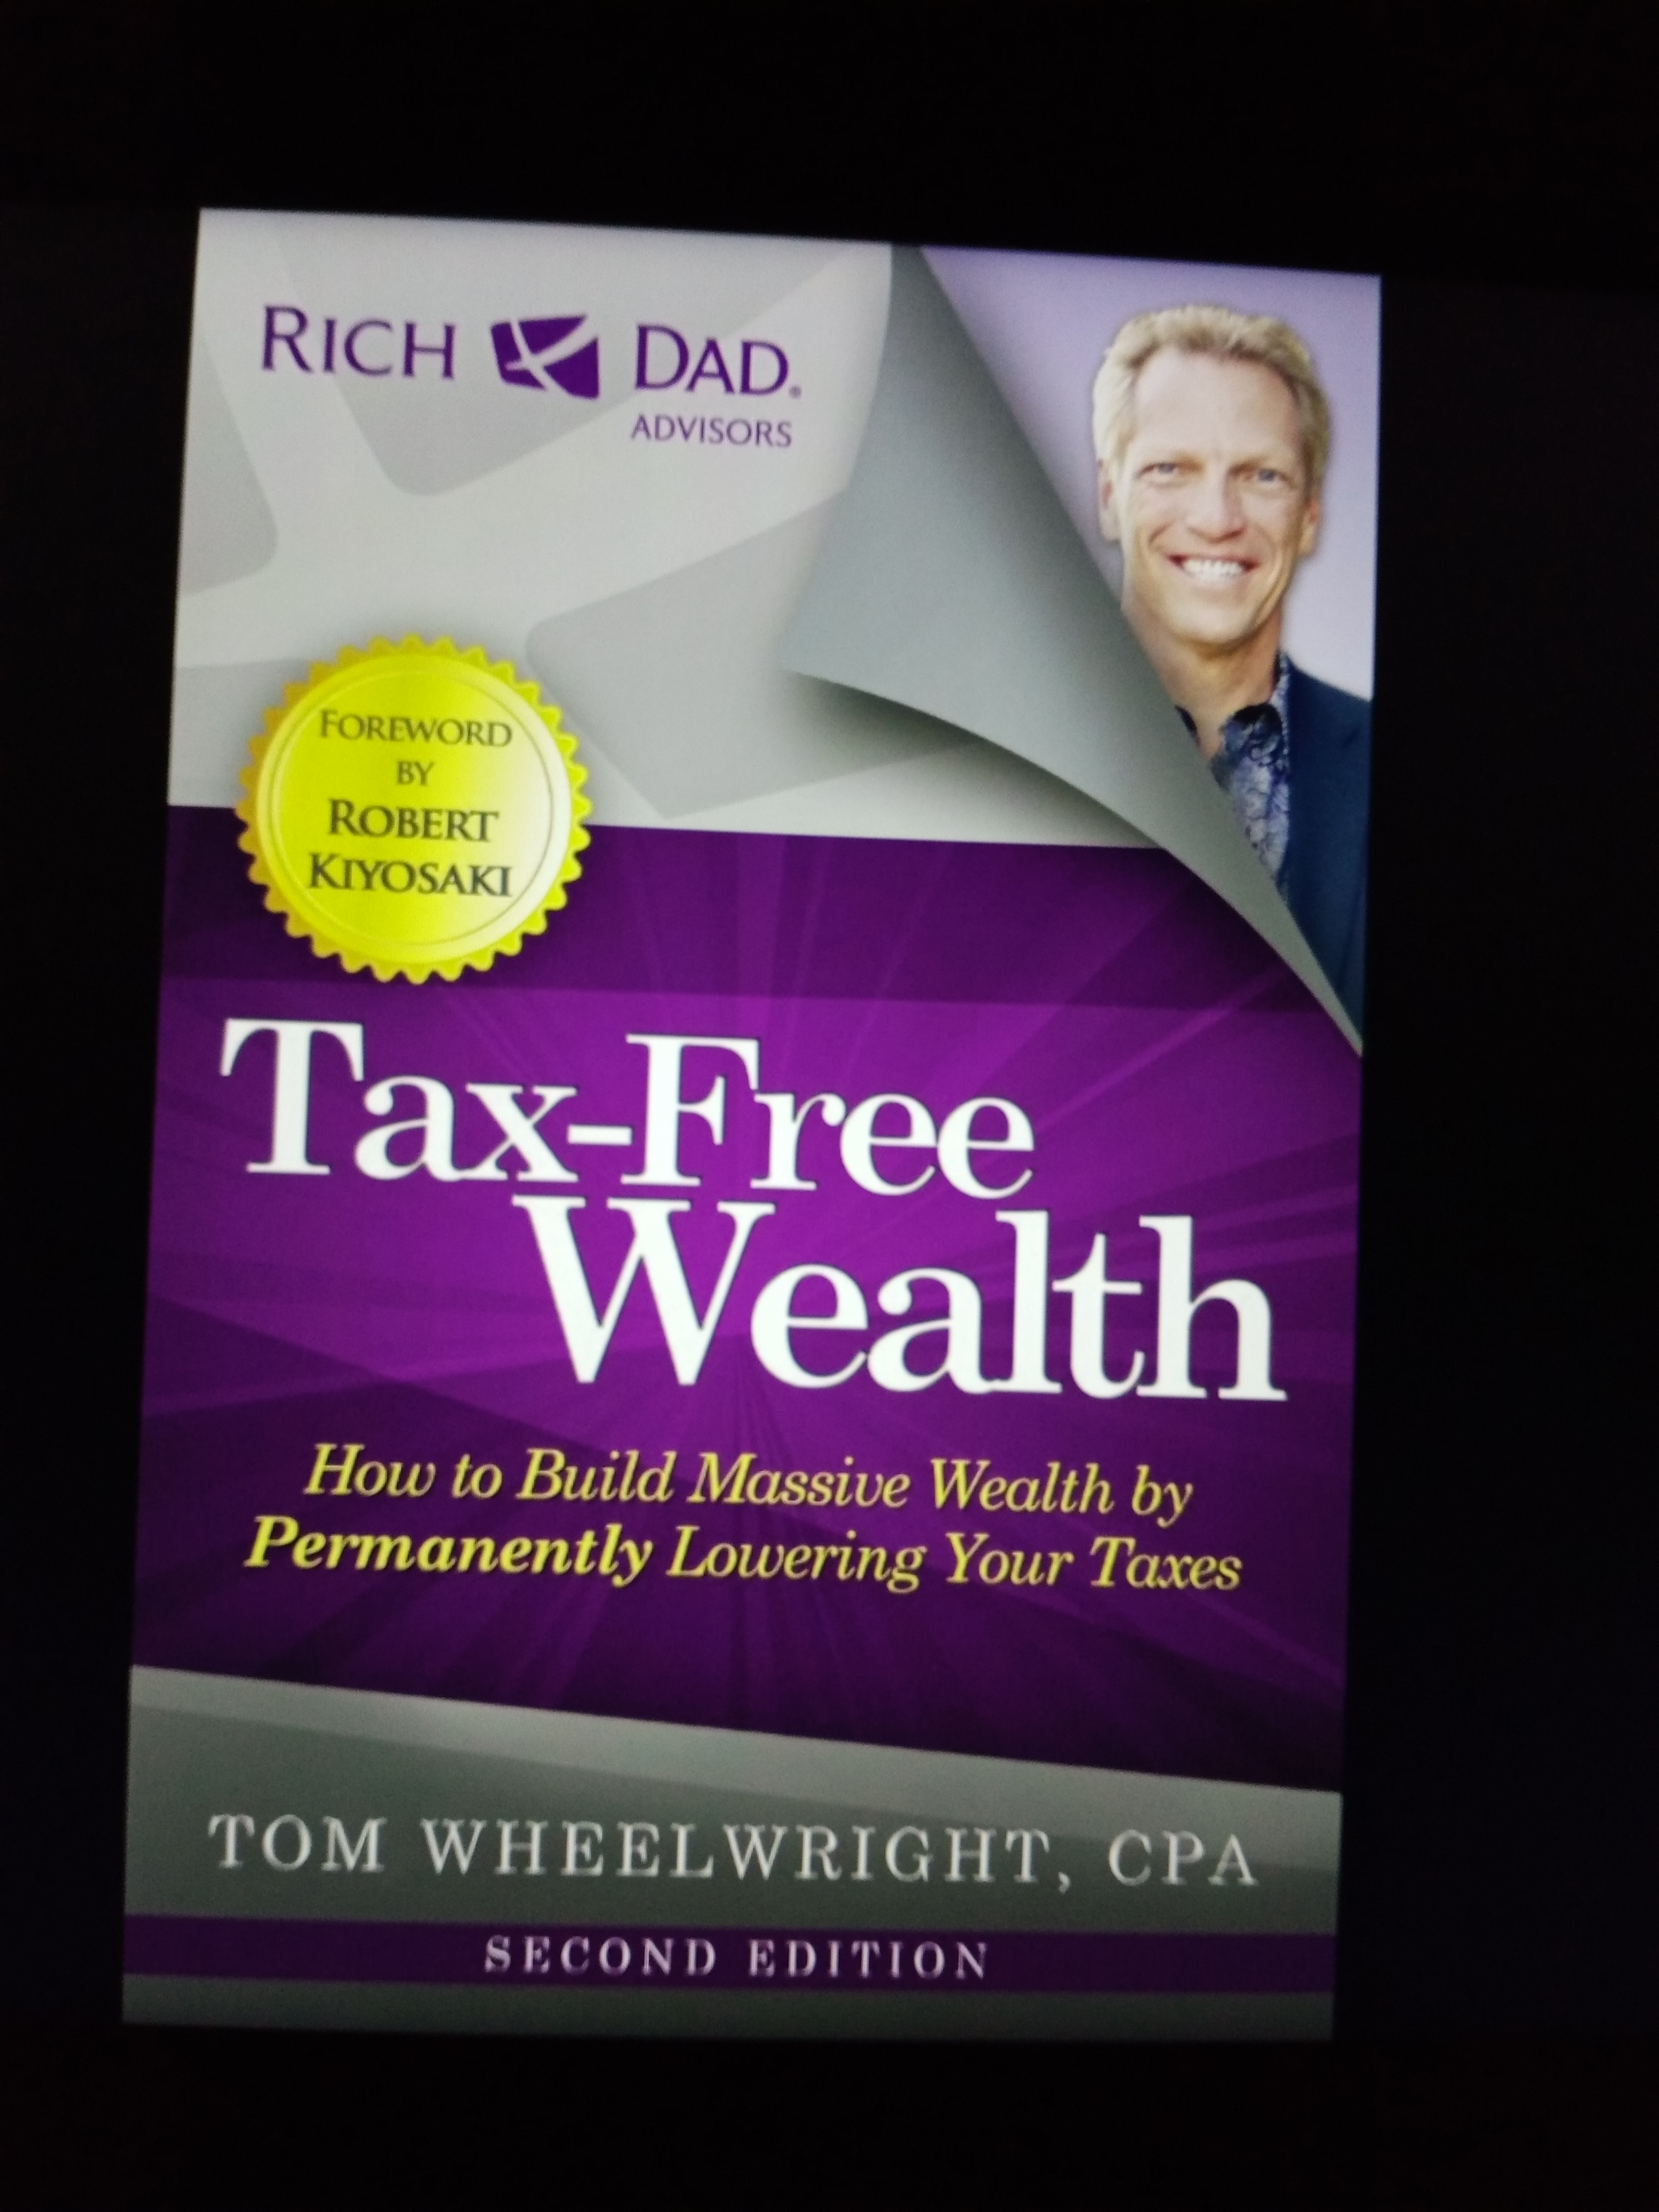 RICH DAD®
ADVISORS
FOREWORD
BY
ROBERT
KIYOSAKI
Tax-Free
Wealth
How to Build Massive Wealth by
Permanently Lowering Your Taxes
TOM WHEELWRIGHT, CPA
SECOND EDITION